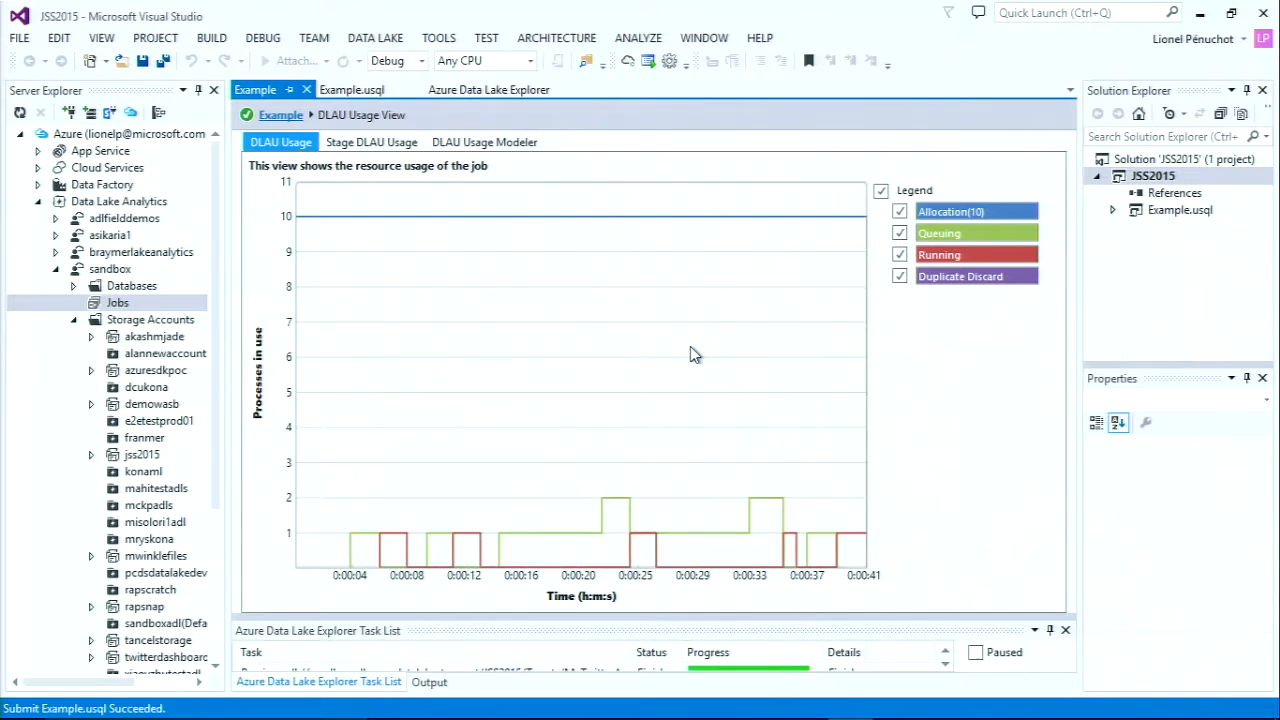 JSS2015 - Microsoft Visual Studio
Quick Launch (Ctrl+Q)
FILE EDIT VIEW PROJECT BUILD DEBUG TEAM DATA LAKE TOOLS TEST ARCHITECTURE ANALYZE WINDOW HELP
Lionel Pénuchot LP
Attach... Debug Any CPU
Server Explorer
Azure (lionelp@microsoft.com
App Service
Cloud Services
Data Factory
Data Lake Analytics
adlfielddemos
asikaria1
braymerlakeanalytics
sandbox
Databases
Jobs
Storage Accounts
akashmjade
alannewaccount
azuresdkpoc
dcukona
demowasb
e2etestprod01
franmer
jss2015
konaml
mahitestadls
mckpadls
misolori1adl
mryskona
mwinklefiles
pcdsdatalakedev
rapscratch
rapsnap
sandboxadl(Defa
tancelstorage
twitterdashboard
Example Example.usql Azure Data Lake Explorer
Example DLAU Usage View
DLAU Usage Stage DLAU Usage DLAU Usage Modeler
This view shows the resource usage of the job
11
10
9
8
7
6
5
4
3
2
1
Processes in use
0:00:04 0:00:08 0:00:12 0:00:16 0:00:20 0:00:25 0:00:29 0:00:33 0:00:37 0:00:41
Time (h:m:s)
Legend
Allocation(10)
Queuing
Running
Duplicate Discard
Azure Data Lake Explorer Task List
Task Status Progress Details Paused
Azure Data Lake Explorer Task List Output
Solution Explorer
Search Solution Explorer (Ctrl+
Solution 'JSS2015' (1 project)
JSS2015
References
Example.usql
Properties
Submit Example.usql Succeeded.